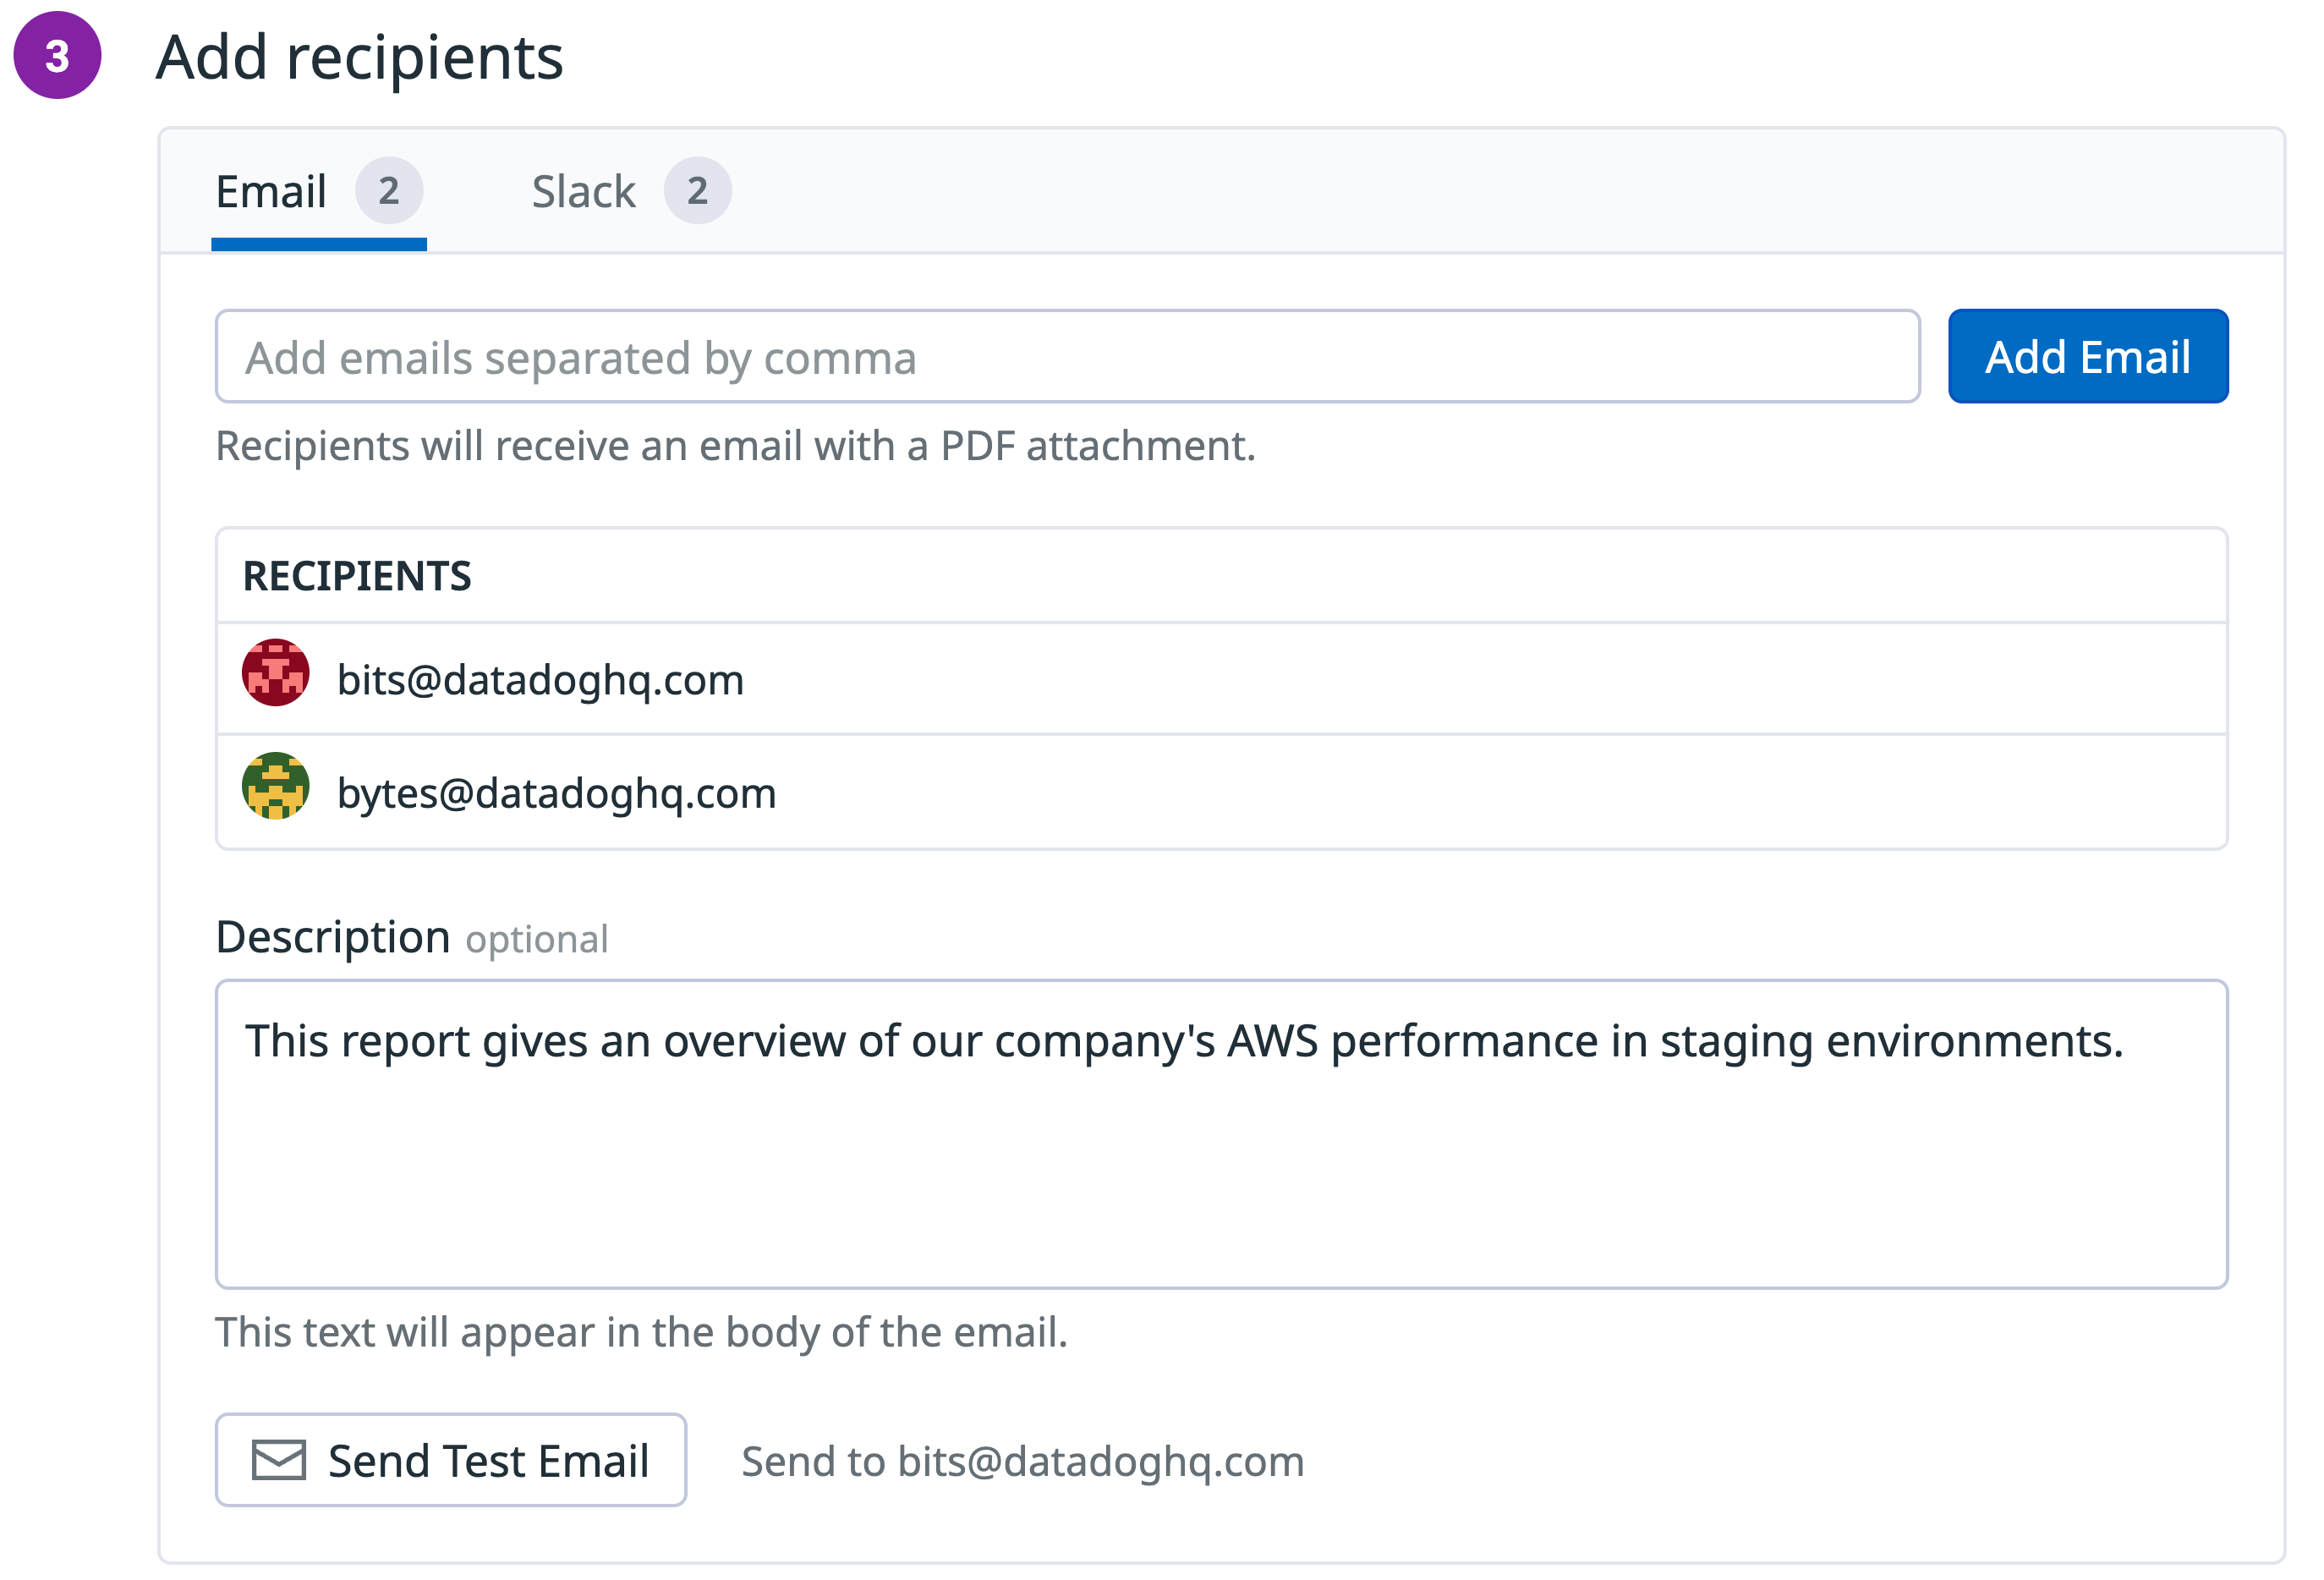 3 Add recipients
Email 2 Slack 2
Add emails separated by comma Add Email
Recipients will receive an email with a PDF attachment.
RECIPIENTS
bits@datadoghq.com
bytes@datadoghq.com
Description optional
This report gives an overview of our company's AWS performance in staging environments.
This text will appear in the body of the email.
Send Test Email Send to bits@datadoghq.com